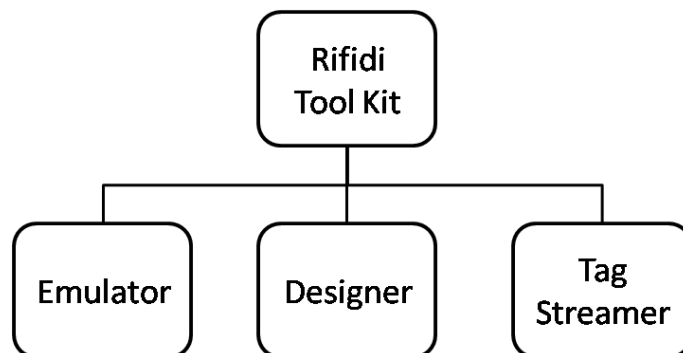 Rifidi
Tool Kit
Emulator
Designer
Tag
Streamer